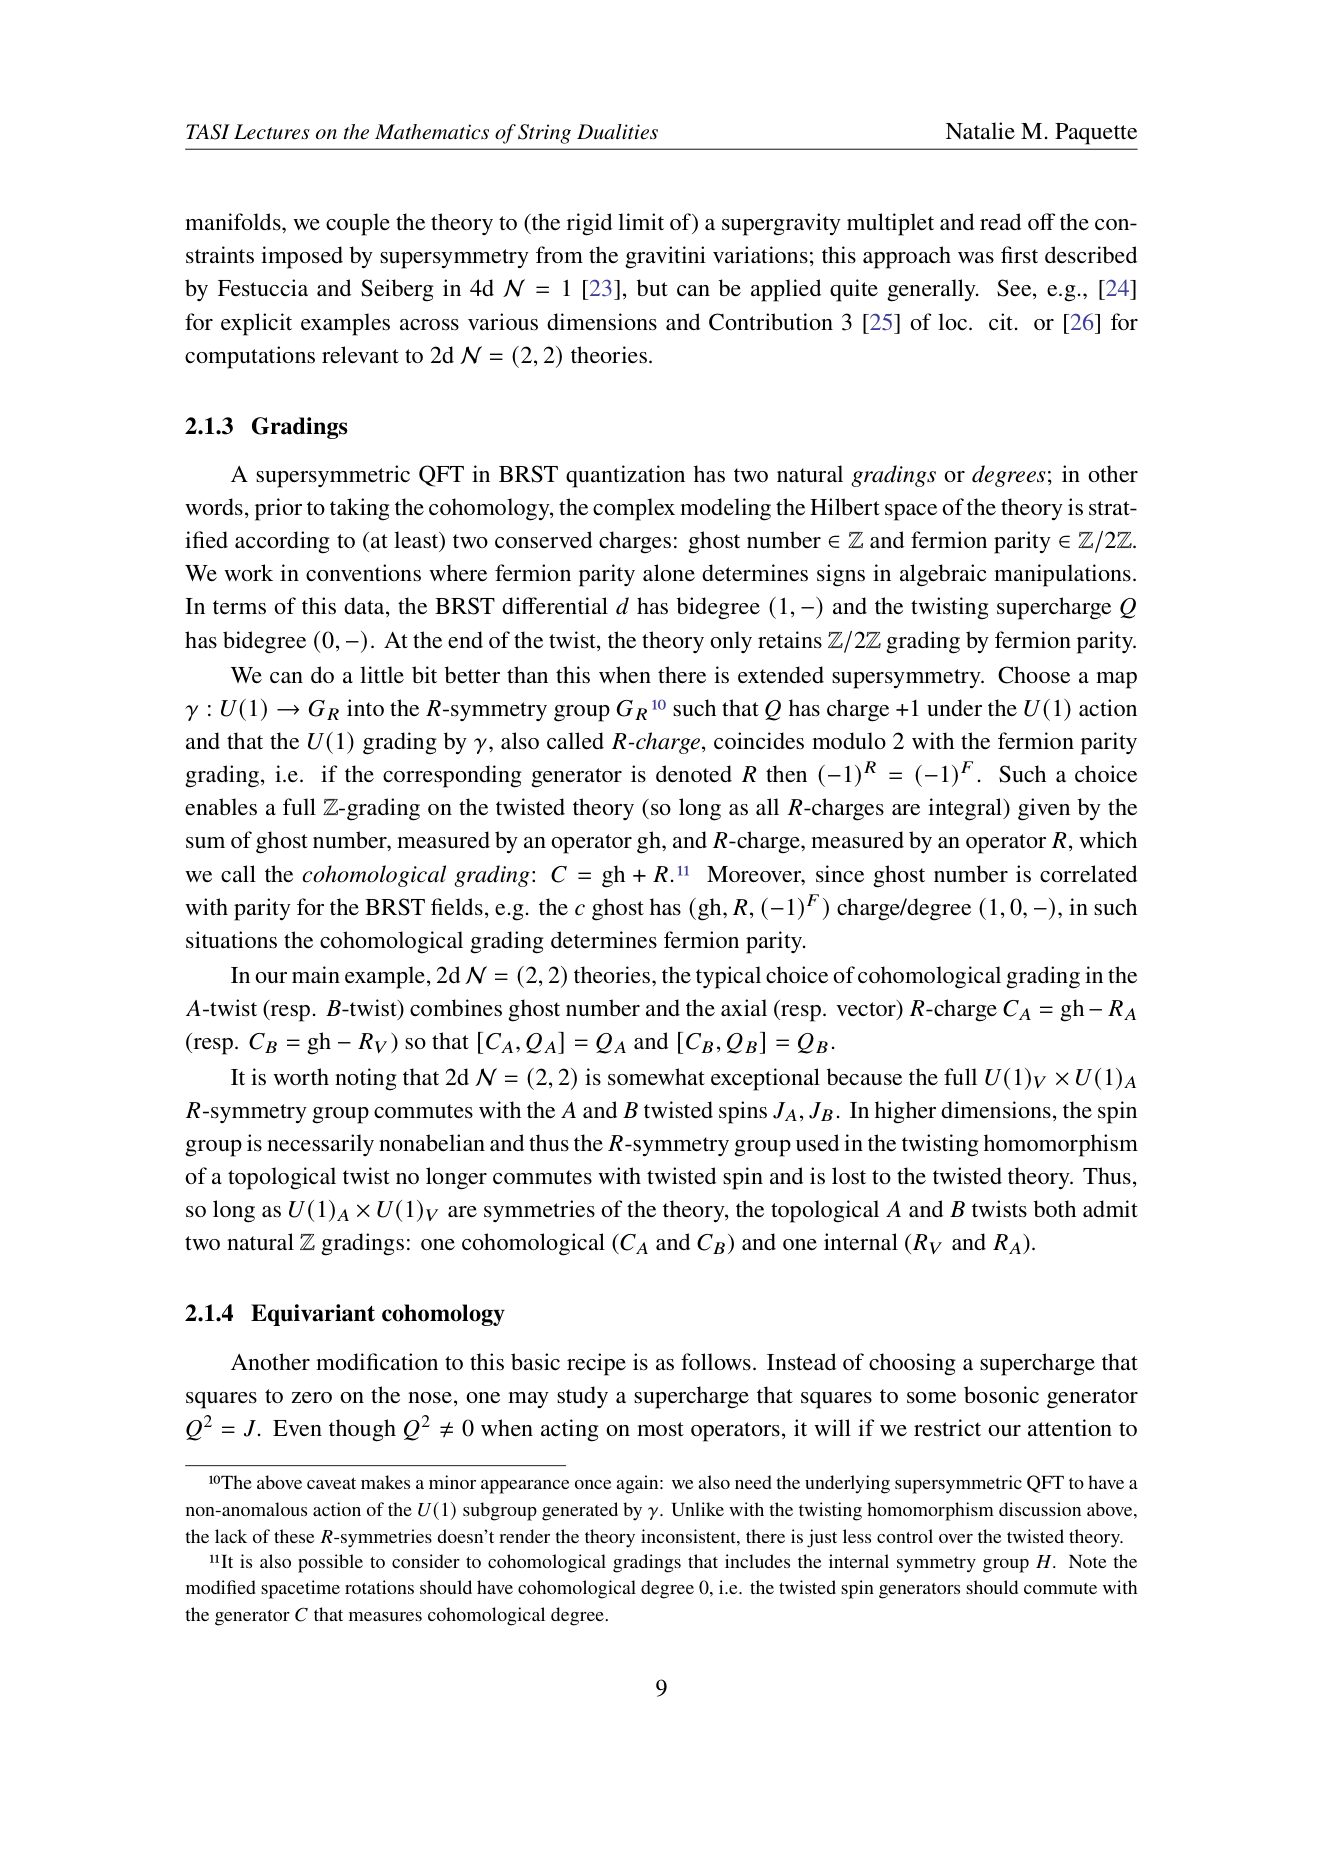 TASI Lectures on the Mathematics of String Dualities Natalie M. Paquette
manifolds, we couple the theory to (the rigid limit of) a supergravity multiplet and read off the con-
straints imposed by supersymmetry from the gravitini variations; this approach was first described
by Festuccia and Seiberg in 4d 𝒩 = 1 [23], but can be applied quite generally. See, e.g., [24]
for explicit examples across various dimensions and Contribution 3 [25] of loc. cit. or [26] for
computations relevant to 2d 𝒩 = (2, 2) theories.
2.1.3 Gradings
A supersymmetric QFT in BRST quantization has two natural gradings or degrees; in other
words, prior to taking the cohomology, the complex modeling the Hilbert space of the theory is strat-
ified according to (at least) two conserved charges: ghost number ∈ ℤ and fermion parity ∈ ℤ/2ℤ.
We work in conventions where fermion parity alone determines signs in algebraic manipulations.
In terms of this data, the BRST differential d has bidegree (1, −) and the twisting supercharge Q
has bidegree (0, −). At the end of the twist, the theory only retains ℤ/2ℤ grading by fermion parity.
We can do a little bit better than this when there is extended supersymmetry. Choose a map
γ : U(1) → G_R into the R-symmetry group G_R ¹⁰ such that Q has charge +1 under the U(1) action
and that the U(1) grading by γ, also called R-charge, coincides modulo 2 with the fermion parity
grading, i.e. if the corresponding generator is denoted R then (−1)^R = (−1)^F. Such a choice
enables a full ℤ-grading on the twisted theory (so long as all R-charges are integral) given by the
sum of ghost number, measured by an operator gh, and R-charge, measured by an operator R, which
we call the cohomological grading: C = gh + R.¹¹ Moreover, since ghost number is correlated
with parity for the BRST fields, e.g. the c ghost has (gh, R, (−1)^F) charge/degree (1, 0, −), in such
situations the cohomological grading determines fermion parity.
In our main example, 2d 𝒩 = (2, 2) theories, the typical choice of cohomological grading in the
A-twist (resp. B-twist) combines ghost number and the axial (resp. vector) R-charge C_A = gh − R_A
(resp. C_B = gh − R_V) so that [C_A, Q_A] = Q_A and [C_B, Q_B] = Q_B.
It is worth noting that 2d 𝒩 = (2, 2) is somewhat exceptional because the full U(1)_V × U(1)_A
R-symmetry group commutes with the A and B twisted spins J_A, J_B. In higher dimensions, the spin
group is necessarily nonabelian and thus the R-symmetry group used in the twisting homomorphism
of a topological twist no longer commutes with twisted spin and is lost to the twisted theory. Thus,
so long as U(1)_A × U(1)_V are symmetries of the theory, the topological A and B twists both admit
two natural ℤ gradings: one cohomological (C_A and C_B) and one internal (R_V and R_A).
2.1.4 Equivariant cohomology
Another modification to this basic recipe is as follows. Instead of choosing a supercharge that
squares to zero on the nose, one may study a supercharge that squares to some bosonic generator
Q² = J. Even though Q² ≠ 0 when acting on most operators, it will if we restrict our attention to
¹⁰The above caveat makes a minor appearance once again: we also need the underlying supersymmetric QFT to have a
non-anomalous action of the U(1) subgroup generated by γ. Unlike with the twisting homomorphism discussion above,
the lack of these R-symmetries doesn't render the theory inconsistent, there is just less control over the twisted theory.
¹¹It is also possible to consider to cohomological gradings that includes the internal symmetry group H. Note the
modified spacetime rotations should have cohomological degree 0, i.e. the twisted spin generators should commute with
the generator C that measures cohomological degree.
9